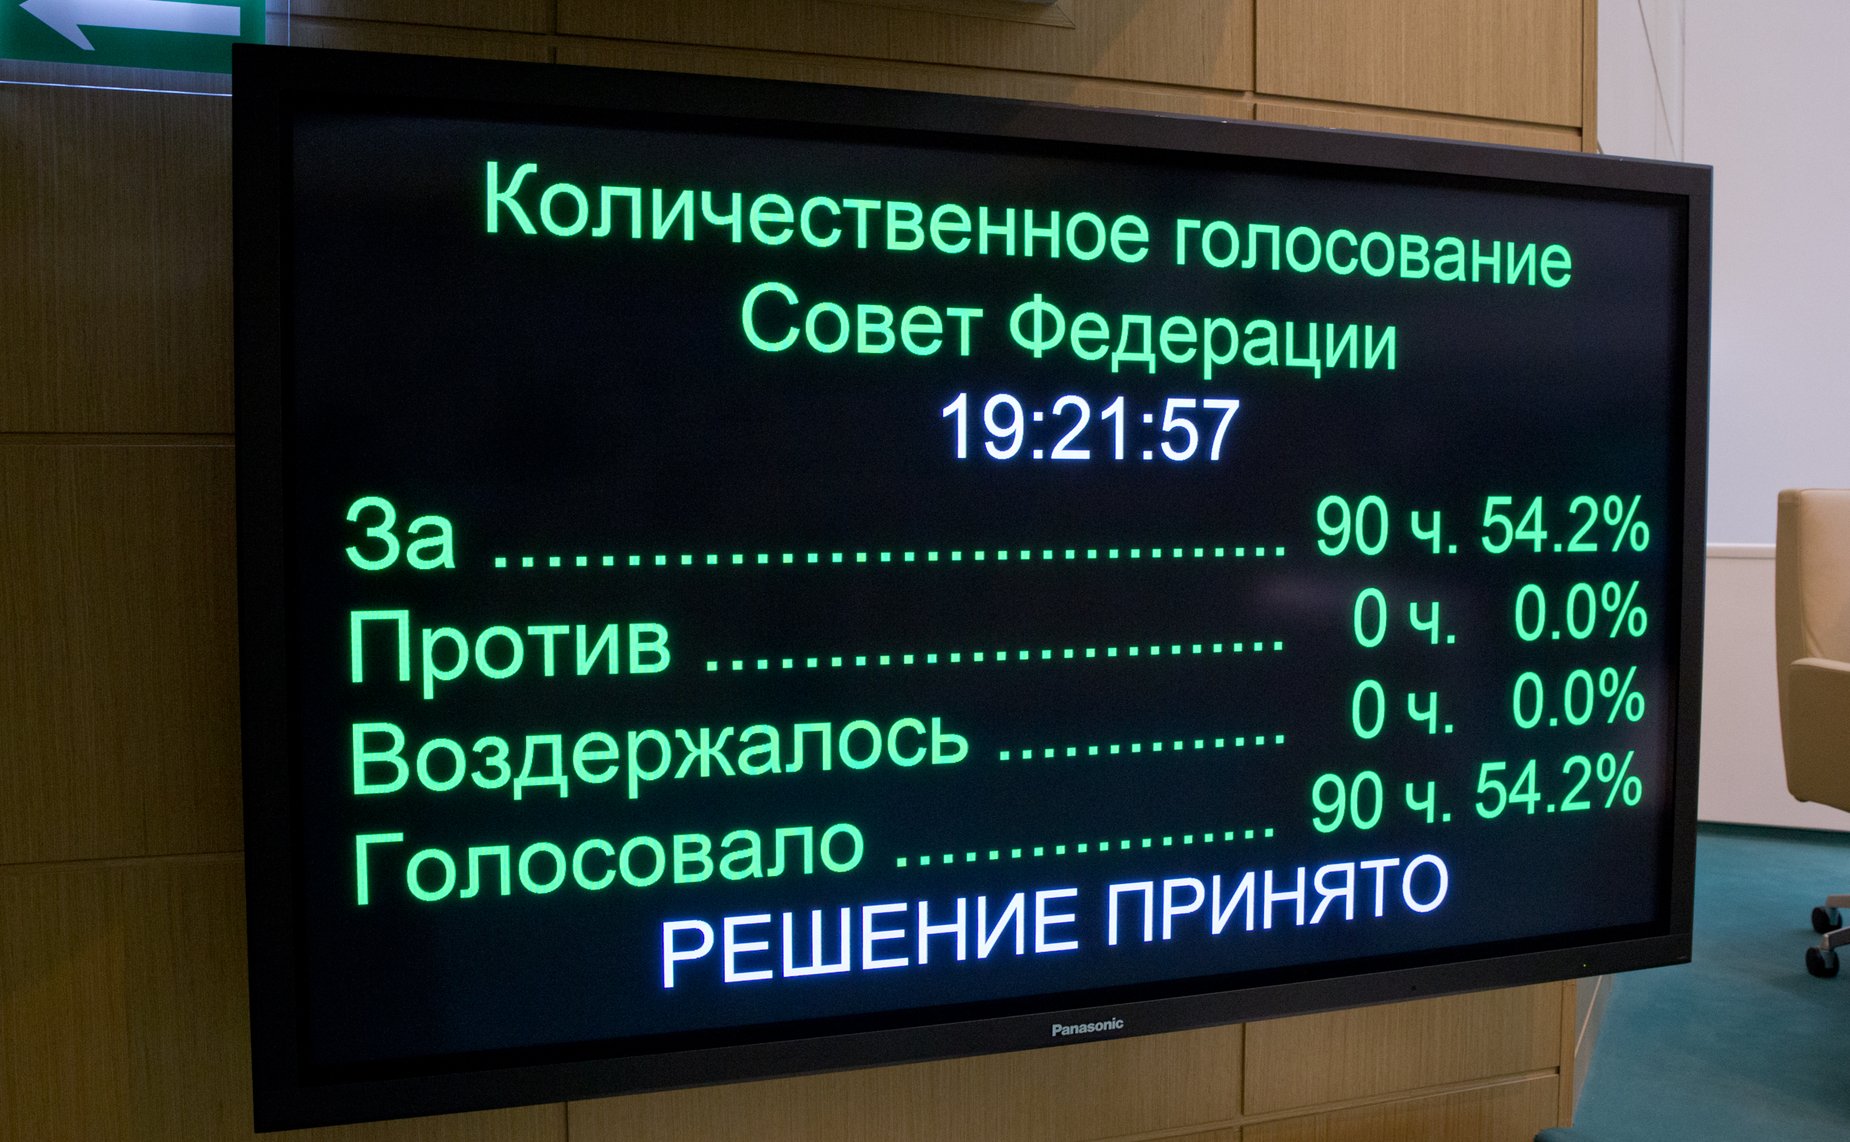 Количественное голосование
Совет Федерации
19:21:57
За ................................. 90 ч. 54.2%
Против ........................ 0 ч. 0.0%
Воздержалось ............. 0 ч. 0.0%
Голосовало ................. 90 ч. 54.2%
РЕШЕНИЕ ПРИНЯТО
Panasonic